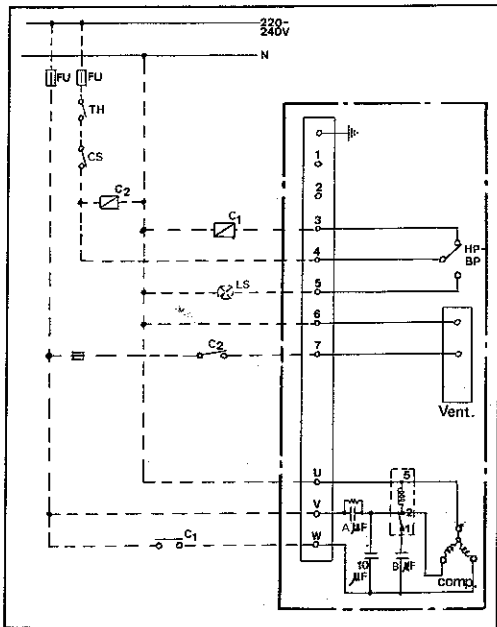 220-
240V
N
FU
FU
TH
CS
C2
C1
1
2
3
4
HP-
BP
5
LS
6
C2
7
Vent.
U
5
V
2
A µF
1
W
C1
10
µF
B µF
comp.